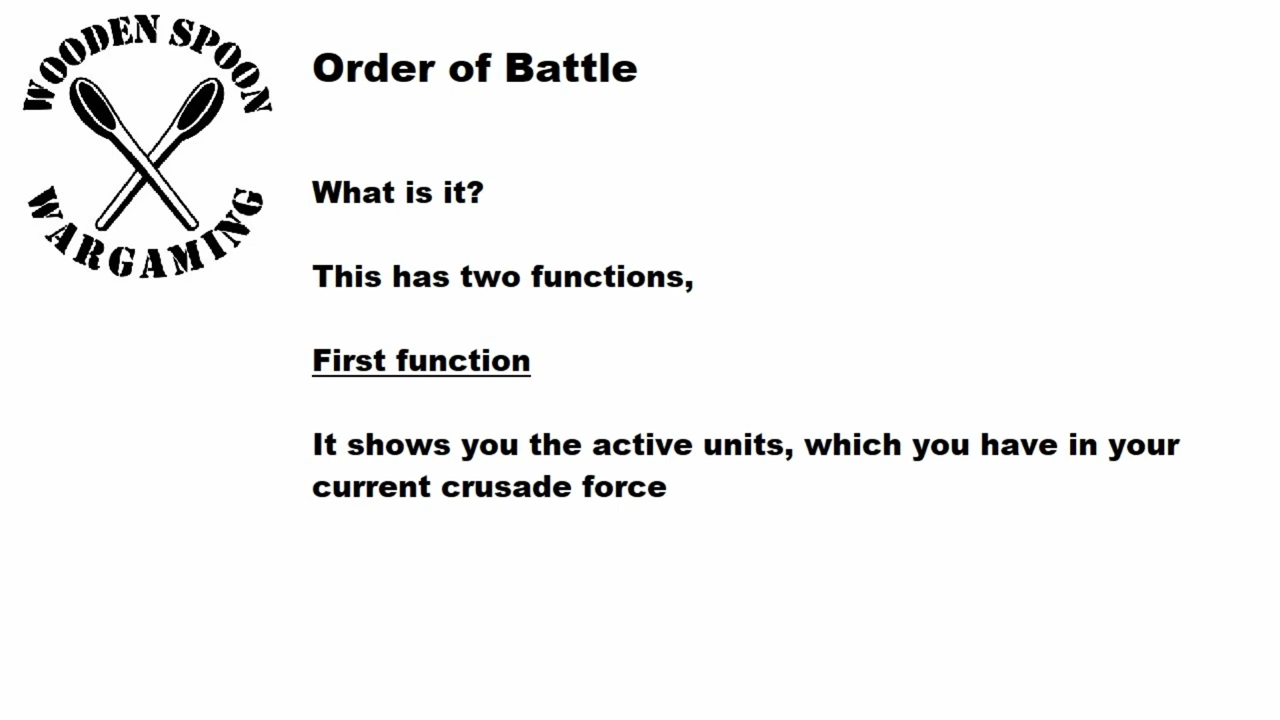 WOODEN SPOON
WARGAMING
Order of Battle
What is it?
This has two functions,
First function
It shows you the active units, which you have in your
current crusade force